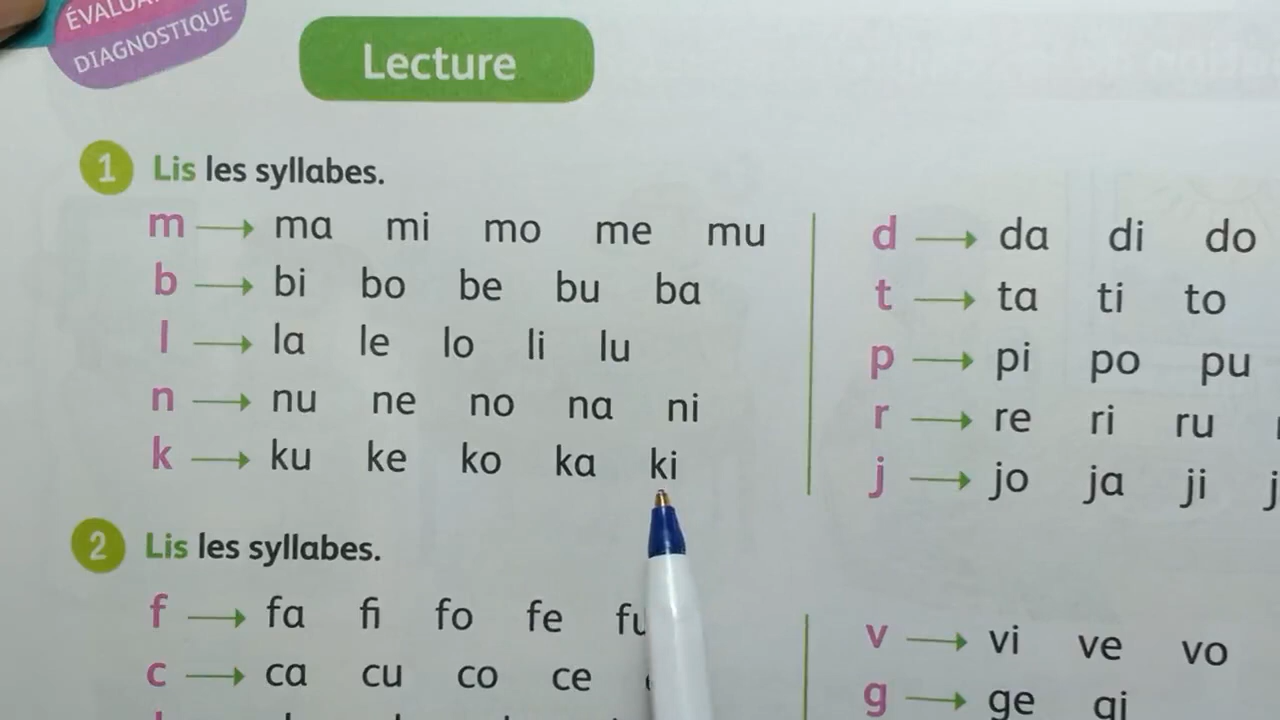 ÉVALUA
DIAGNOSTIQUE
Lecture
1 Lis les syllabes.
m → ma mi mo me mu
b → bi bo be bu ba
l → la le lo li lu
n → nu ne no na ni
k → ku ke ko ka ki
d → da di do
t → ta ti to
p → pi po pu
r → re ri ru
j → jo ja ji j
2 Lis les syllabes.
f → fa fi fo fe fu
c → ca cu co ce
v → vi ve vo
g → ge gi